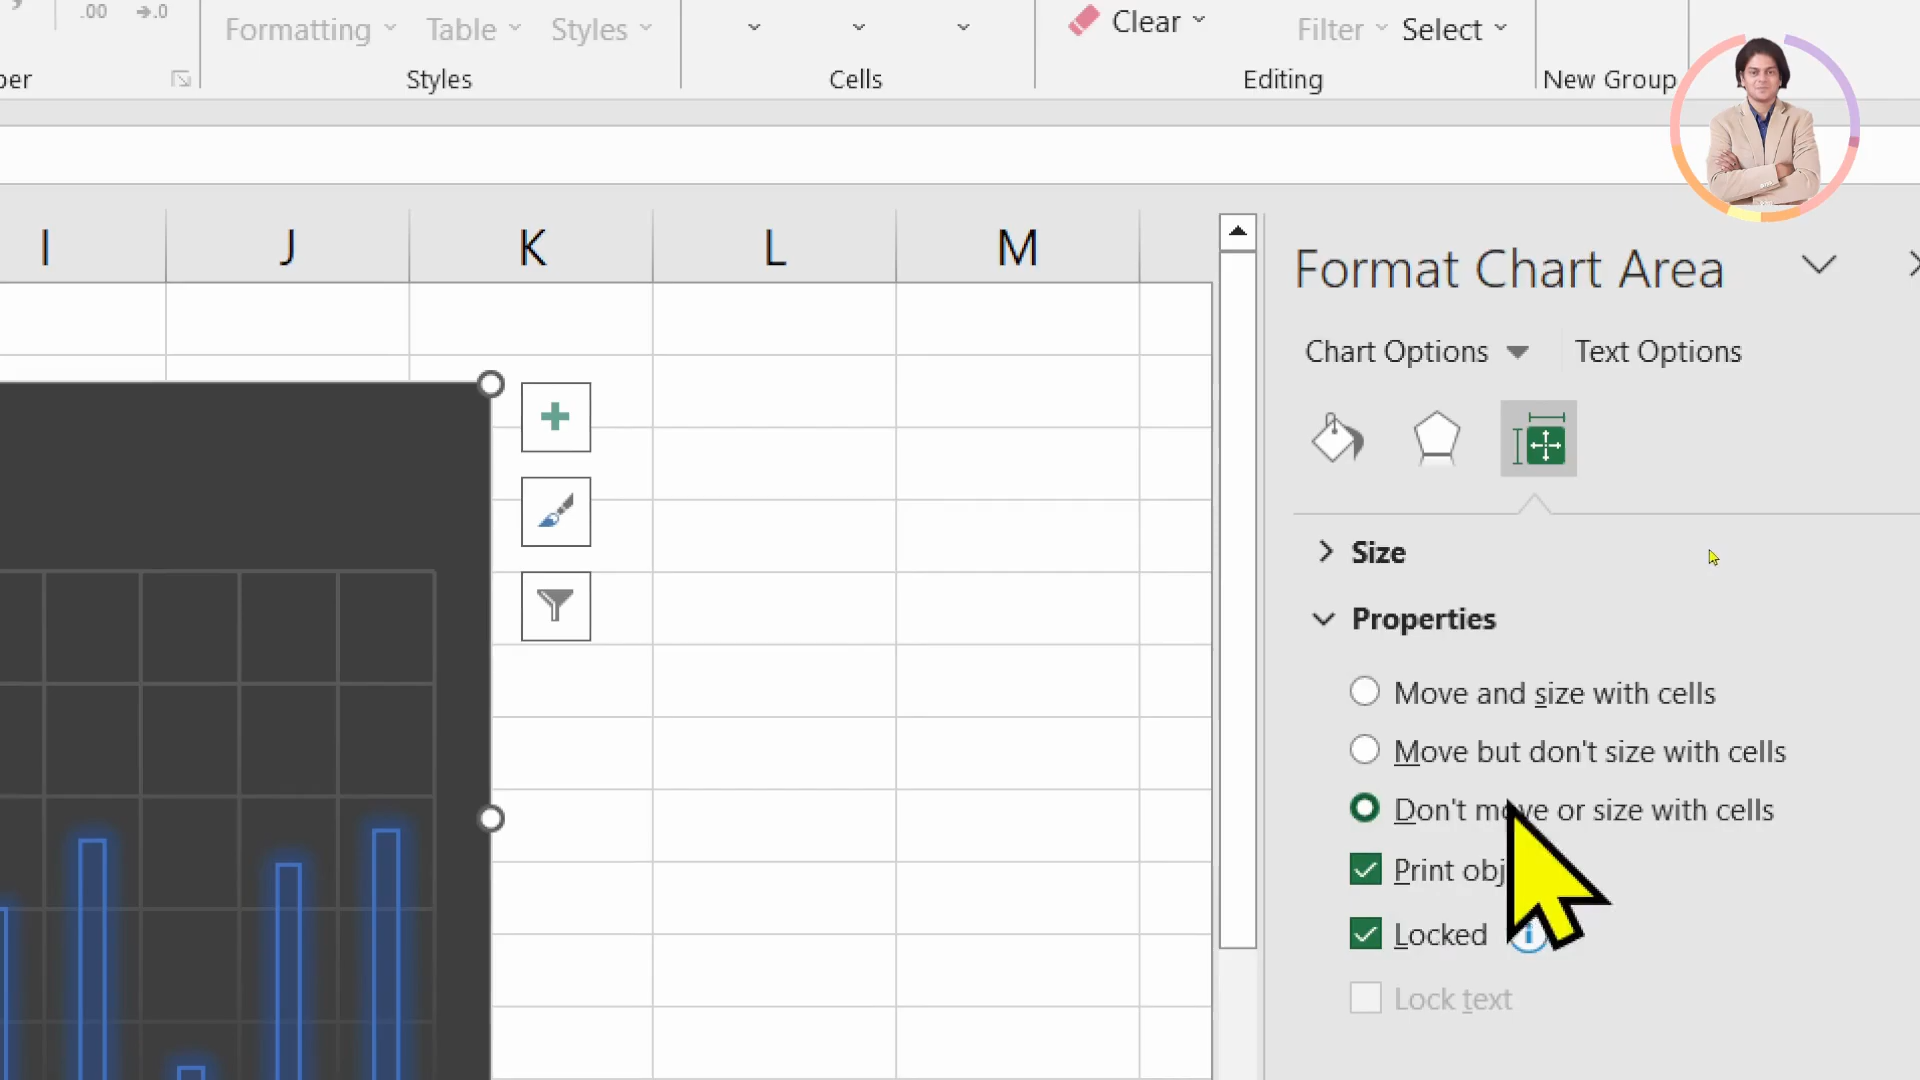 .00
→.0
Formatting
Table
Styles
Clear
Filter
Select
Styles
Cells
Editing
New Group
I
J
K
L
M
Format Chart Area
Chart Options
Text Options
Size
Properties
Move and size with cells
Move but don't size with cells
Don't move or size with cells
Print obj
Locked
Lock text